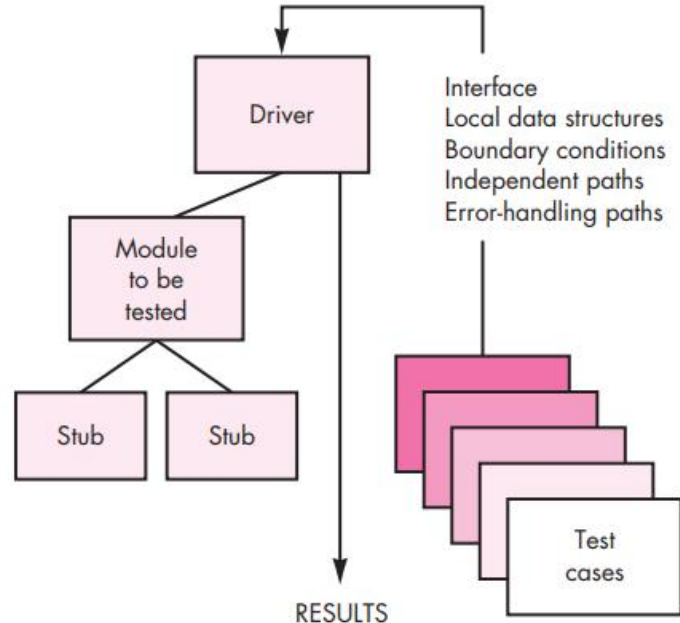 Driver
Interface
Local data structures
Boundary conditions
Independent paths
Error-handling paths
Module
to be
tested
Stub
Stub
Test
cases
RESULTS